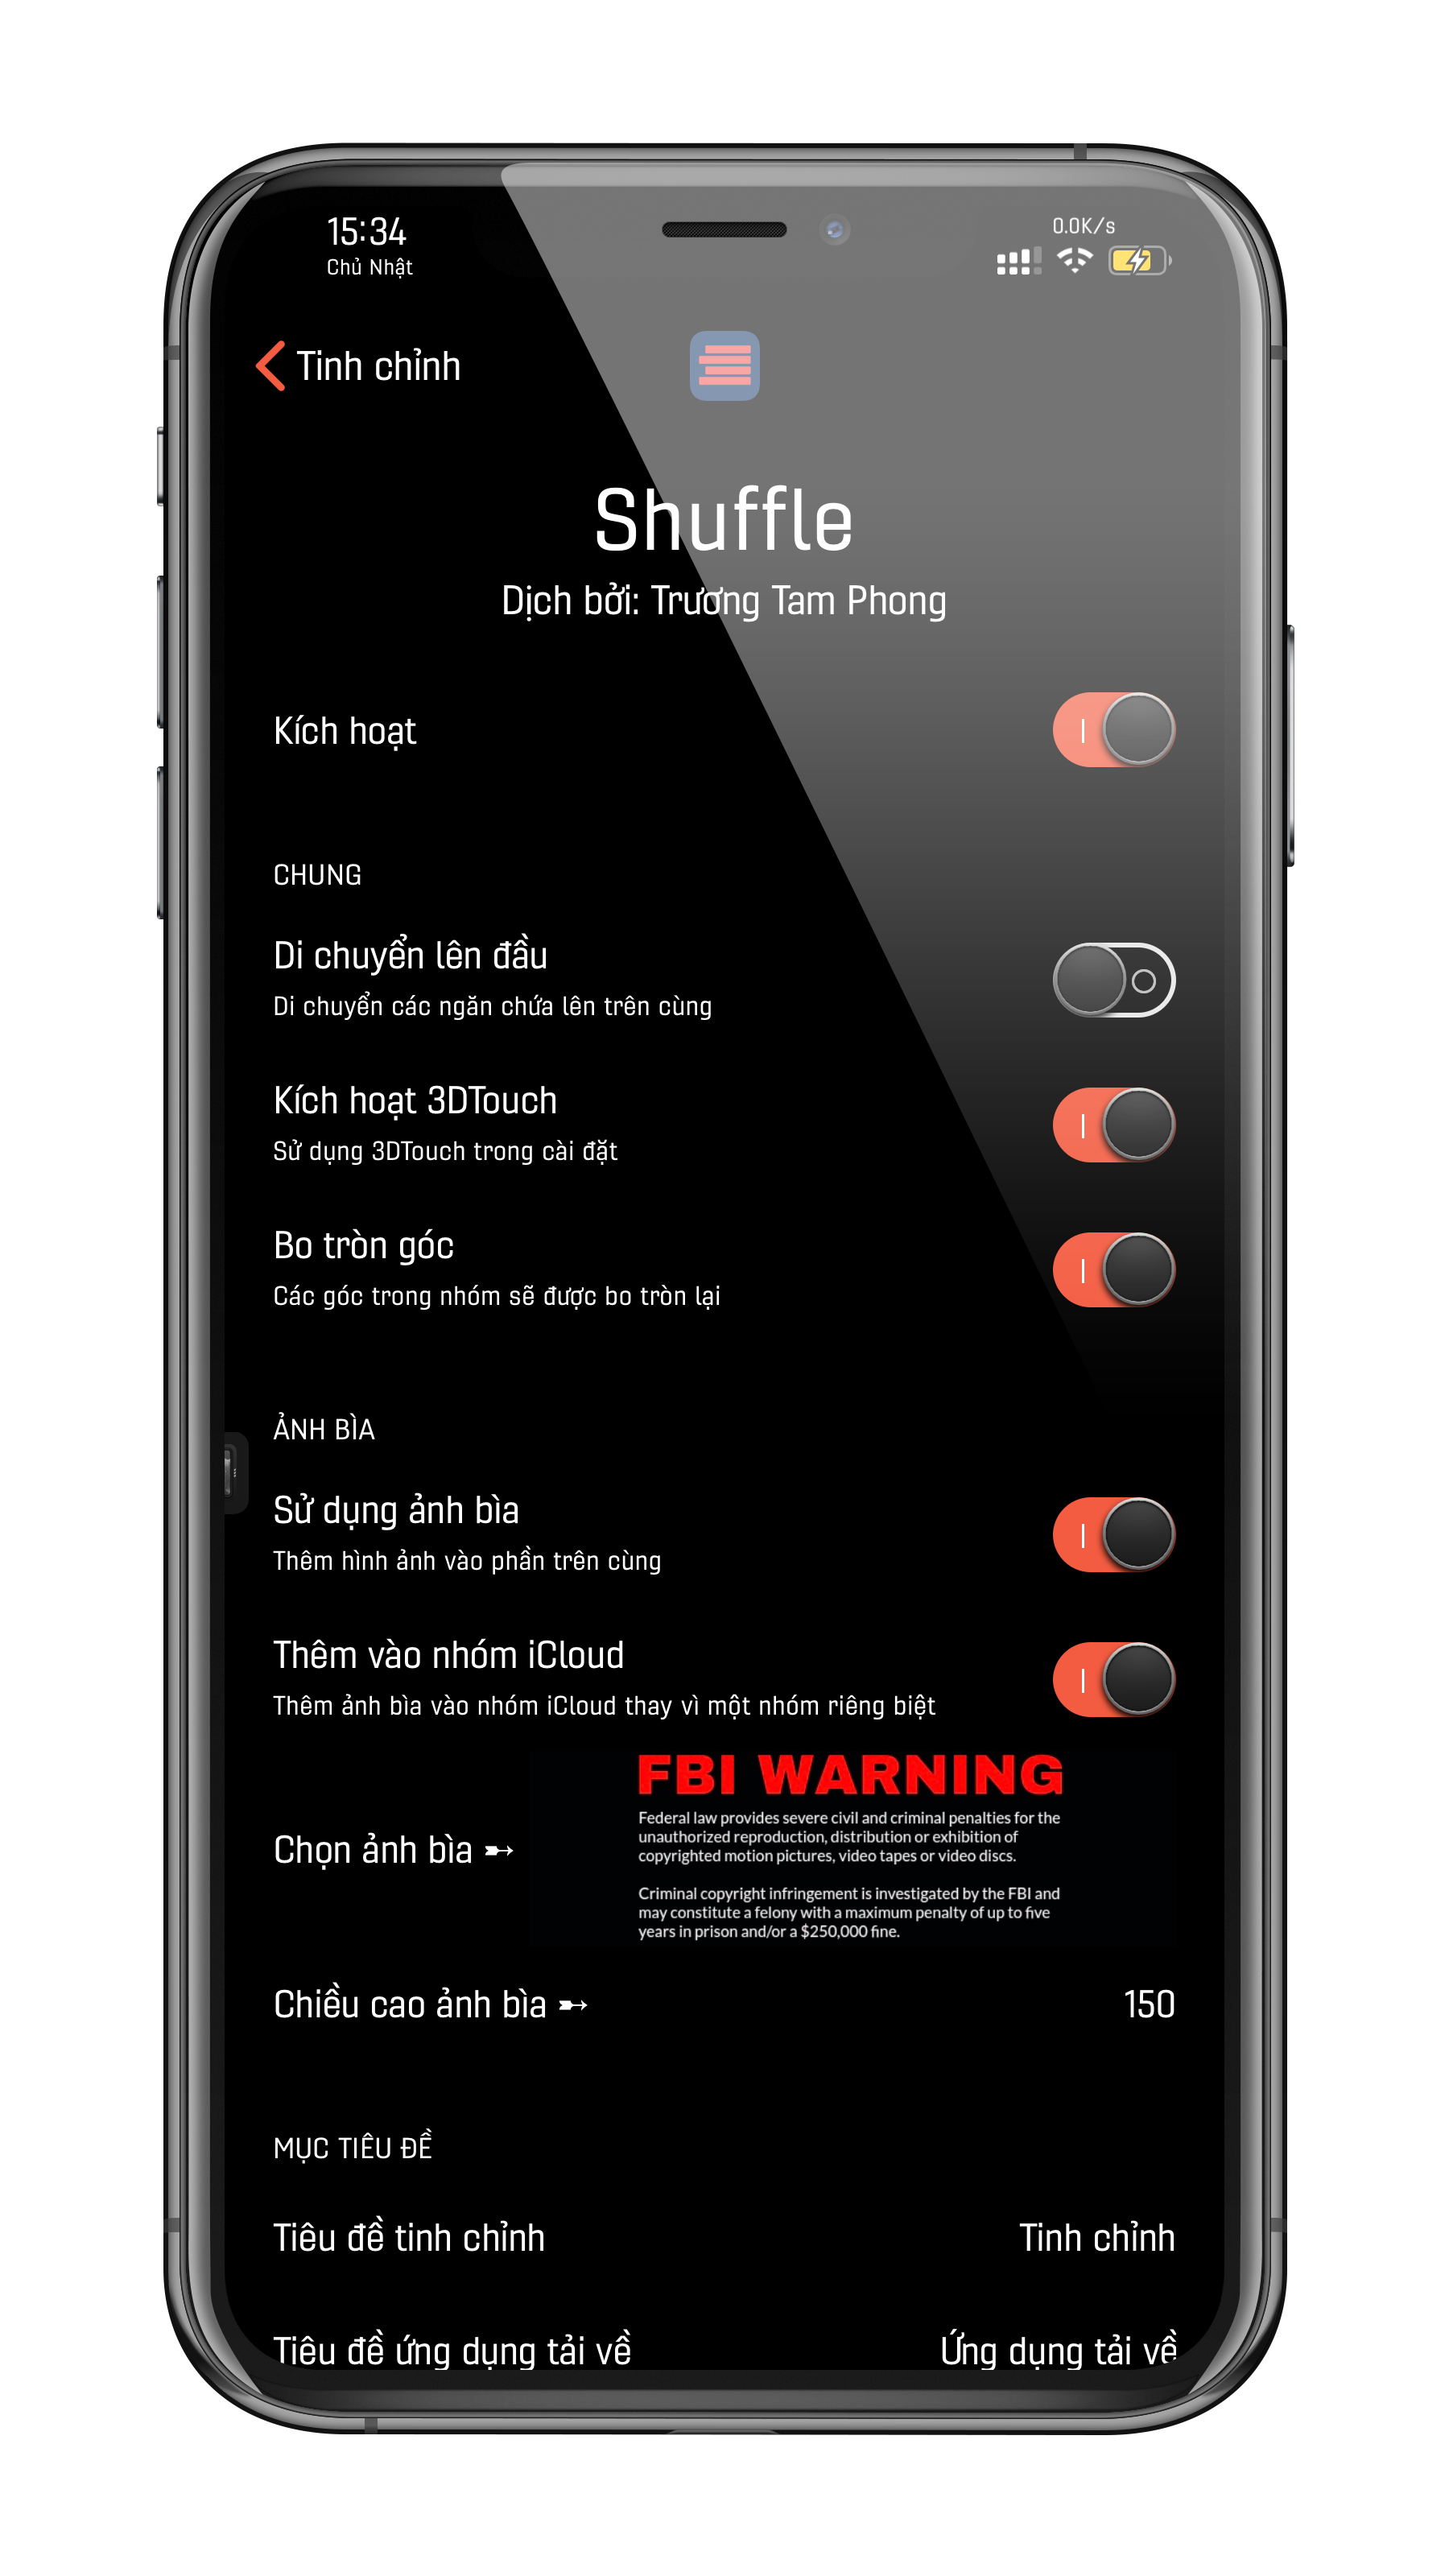 15:34
Chủ Nhật
0.0K/s
Tinh chỉnh
Shuffle
Dịch bởi: Trương Tam Phong
Kích hoạt
CHUNG
Di chuyển lên đầu
Di chuyển các ngăn chứa lên trên cùng
Kích hoạt 3DTouch
Sử dụng 3DTouch trong cài đặt
Bo tròn góc
Các góc trong nhóm sẽ được bo tròn lại
ẢNH BÌA
Sử dụng ảnh bìa
Thêm hình ảnh vào phần trên cùng
Thêm vào nhóm iCloud
Thêm ảnh bìa vào nhóm iCloud thay vì một nhóm riêng biệt
Chọn ảnh bìa ➸
FBI WARNING
Federal law provides severe civil and criminal penalties for the
unauthorized reproduction, distribution or exhibition of
copyrighted motion pictures, video tapes or video discs.
Criminal copyright infringement is investigated by the FBI and
may constitute a felony with a maximum penalty of up to five
years in prison and/or a $250,000 fine.
Chiều cao ảnh bìa ➸ 150
MỤC TIÊU ĐỀ
Tiêu đề tinh chỉnh Tinh chỉnh
Tiêu đề ứng dụng tải về Ứng dụng tải về